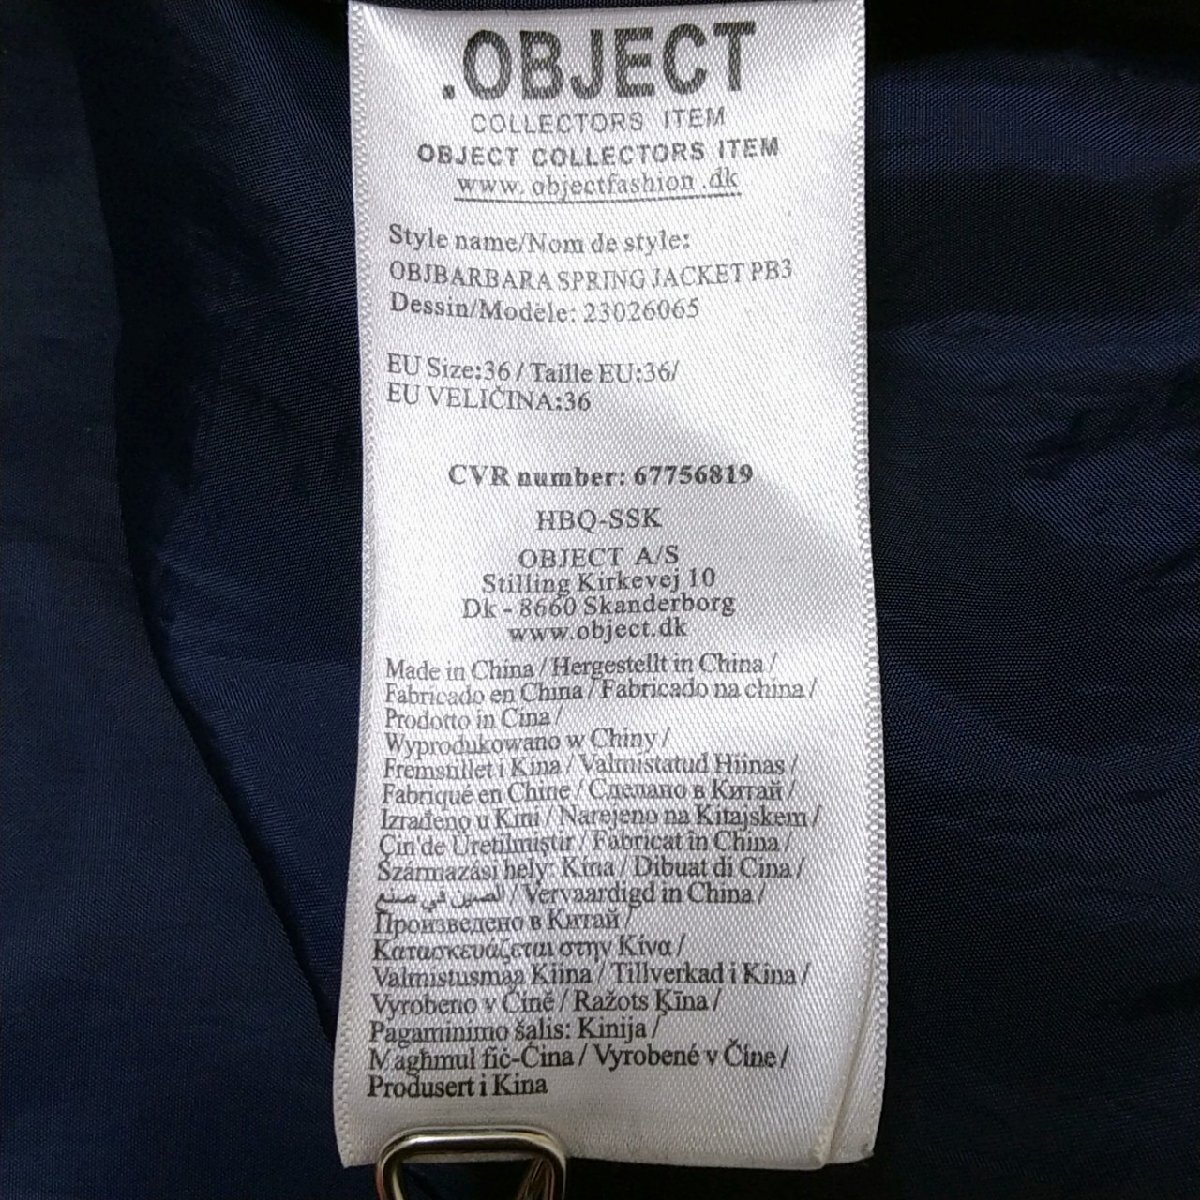 .OBJECT
COLLECTORS ITEM
OBJECT COLLECTORS ITEM
www.objectfashion.dk
Style name/Nom de style:
OBJBARBARA SPRING JACKET PB3
Dessin/Modèle: 23026065
EU Size:36 / Taille EU:36/
EU VELIČINA:36
CVR number: 67756819
HBQ-SSK
OBJECT A/S
Stilling Kirkevej 10
Dk - 8660 Skanderborg
www.object.dk
Made in China / Hergestellt in China /
Fabricado en China / Fabricado na china /
Prodotto in Cina /
Wyprodukowano w Chiny /
Fremstillet i Kina / Valmistatud Hiinas /
Fabriqué en Chine / Сделано в Китай /
Izrađeno u Kini / Narejeno na Kitajskem /
Çin'de Üretilmiştir / Fabricat în China /
Származási hely: Kína / Dibuat di Cina /
الصين في صنع / Vervaardigd in China /
Произведено в Китай /
Κατασκευάζεται στην Κίνα /
Valmistusmaa Kiina / Tillverkad i Kina /
Vyrobeno v Číně / Ražots Ķīna /
Pagaminimo šalis: Kinija /
Magħmul fiċ-Ċina / Vyrobené v Číne /
Produsert i Kina